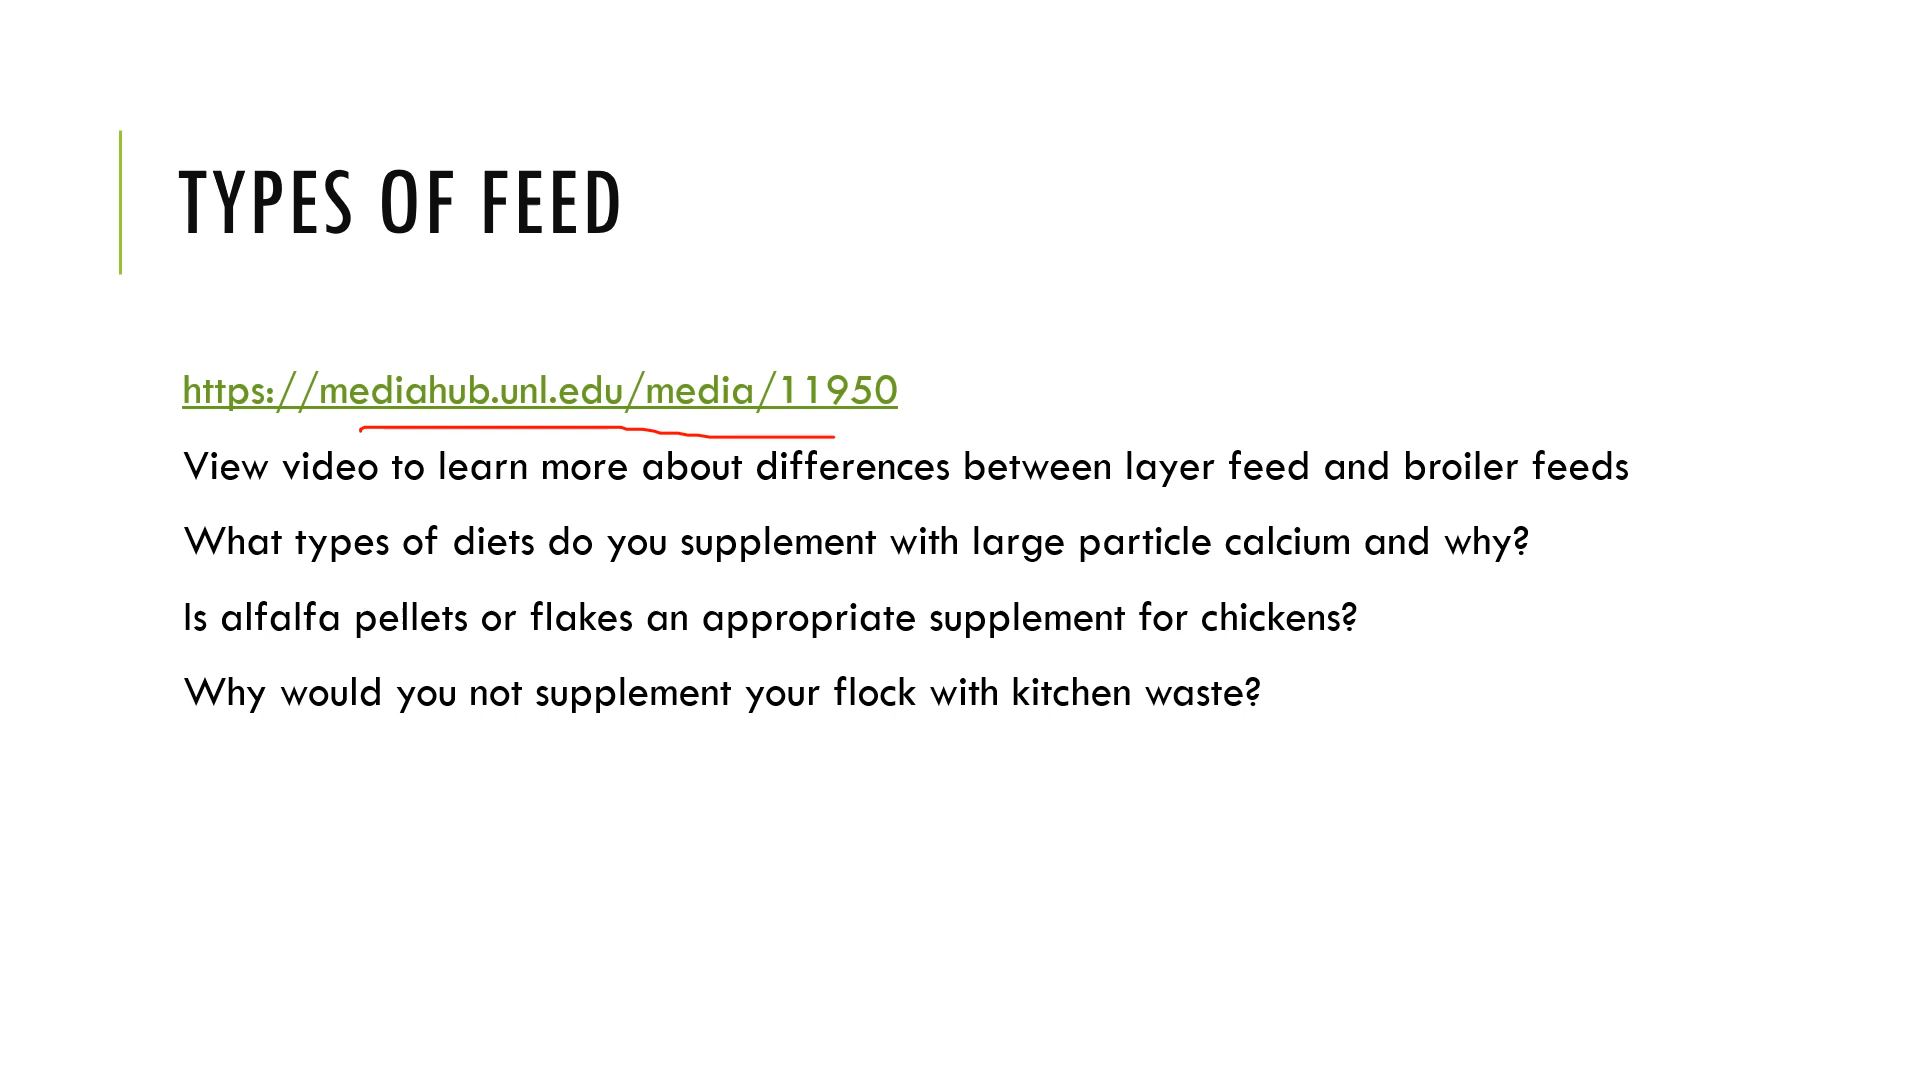 TYPES OF FEED
https://mediahub.unl.edu/media/11950
View video to learn more about differences between layer feed and broiler feeds
What types of diets do you supplement with large particle calcium and why?
Is alfalfa pellets or flakes an appropriate supplement for chickens?
Why would you not supplement your flock with kitchen waste?